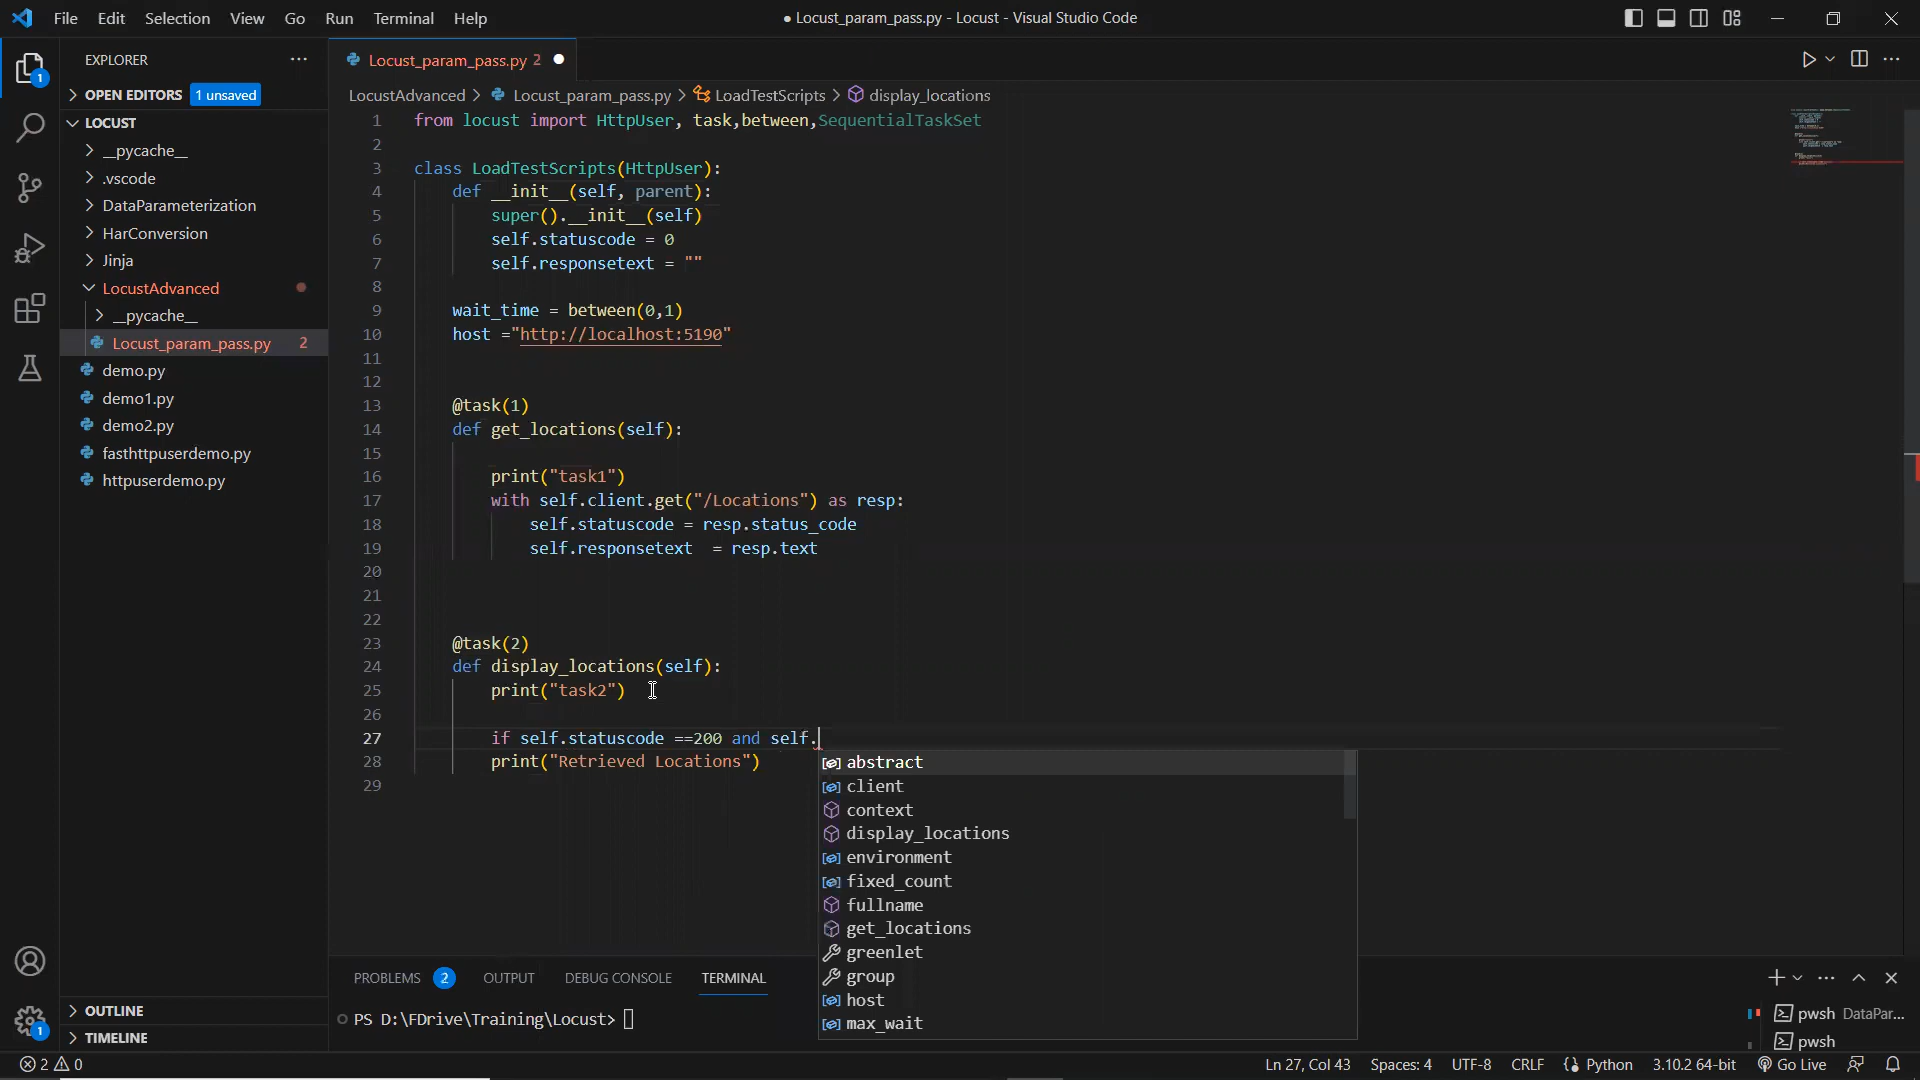 File Edit Selection View Go Run Terminal Help
● Locust_param_pass.py - Locust - Visual Studio Code
EXPLORER
OPEN EDITORS 1 unsaved
LOCUST
__pycache__
.vscode
DataParameterization
HarConversion
Jinja
LocustAdvanced
__pycache__
Locust_param_pass.py 2
demo.py
demo1.py
demo2.py
fasthttpuserdemo.py
httpuserdemo.py
OUTLINE
TIMELINE
1
1
Locust_param_pass.py 2
LocustAdvanced > Locust_param_pass.py > LoadTestScripts > display_locations
1 from locust import HttpUser, task,between,SequentialTaskSet
2
3 class LoadTestScripts(HttpUser):
4 def __init__(self, parent):
5 super().__init__(self)
6 self.statuscode = 0
7 self.responsetext = ""
8
9 wait_time = between(0,1)
10 host ="http://localhost:5190"
11
12
13 @task(1)
14 def get_locations(self):
15
16 print("task1")
17 with self.client.get("/Locations") as resp:
18 self.statuscode = resp.status_code
19 self.responsetext  = resp.text
20
21
22
23 @task(2)
24 def display_locations(self):
25 print("task2")
26
27 if self.statuscode ==200 and self.
28 print("Retrieved Locations")
29
abstract
client
context
display_locations
environment
fixed_count
fullname
get_locations
greenlet
group
host
max_wait
PROBLEMS 2 OUTPUT DEBUG CONSOLE TERMINAL
PS D:\FDrive\Training\Locust>
pwsh DataPar...
pwsh
2 0
Ln 27, Col 43 Spaces: 4 UTF-8 CRLF Python 3.10.2 64-bit Go Live